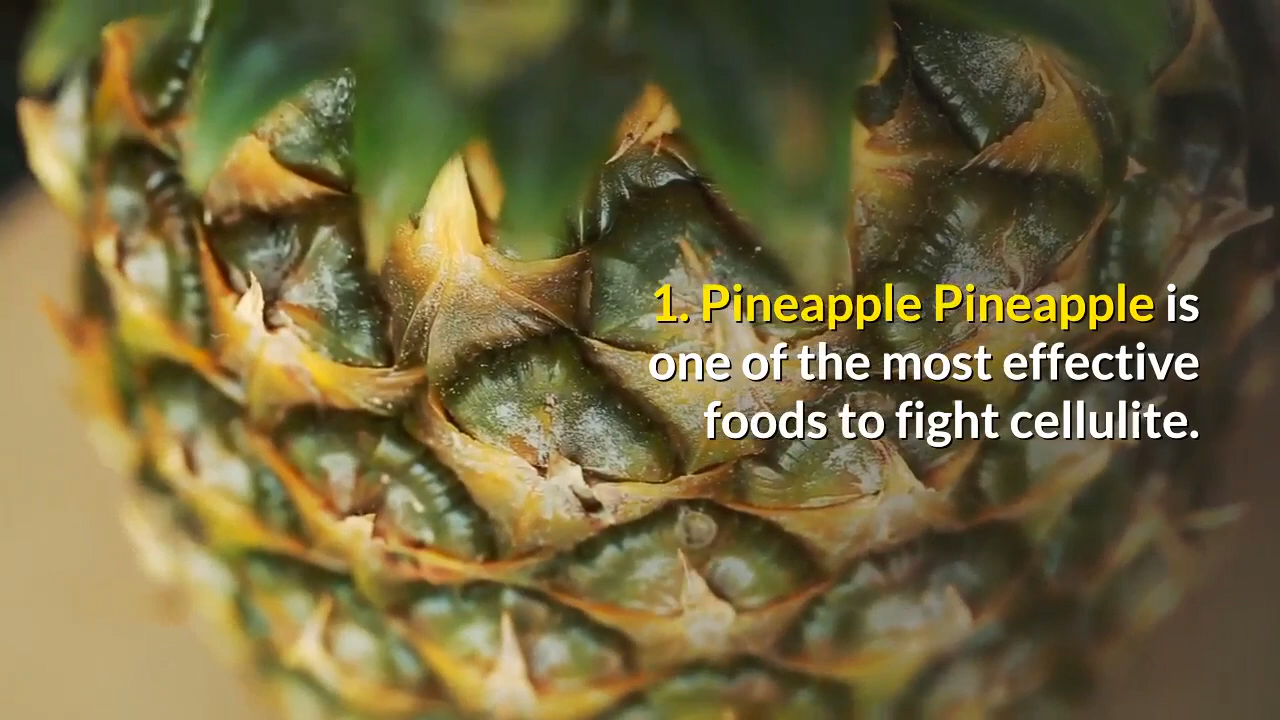 1. Pineapple Pineapple is
one of the most effective
foods to fight cellulite.